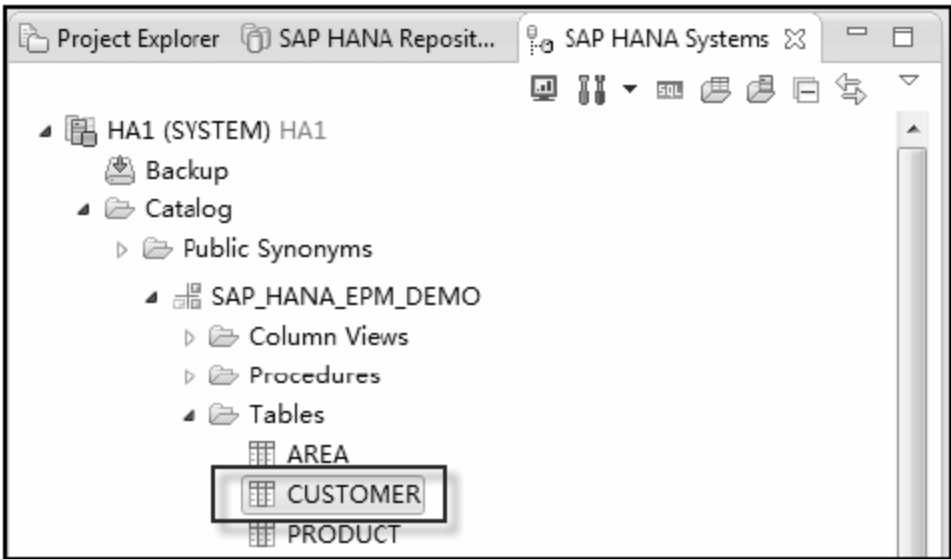 Project Explorer SAP HANA Reposit... SAP HANA Systems
SQL
HA1 (SYSTEM) HA1
Backup
Catalog
Public Synonyms
SAP_HANA_EPM_DEMO
Column Views
Procedures
Tables
AREA
CUSTOMER
PRODUCT